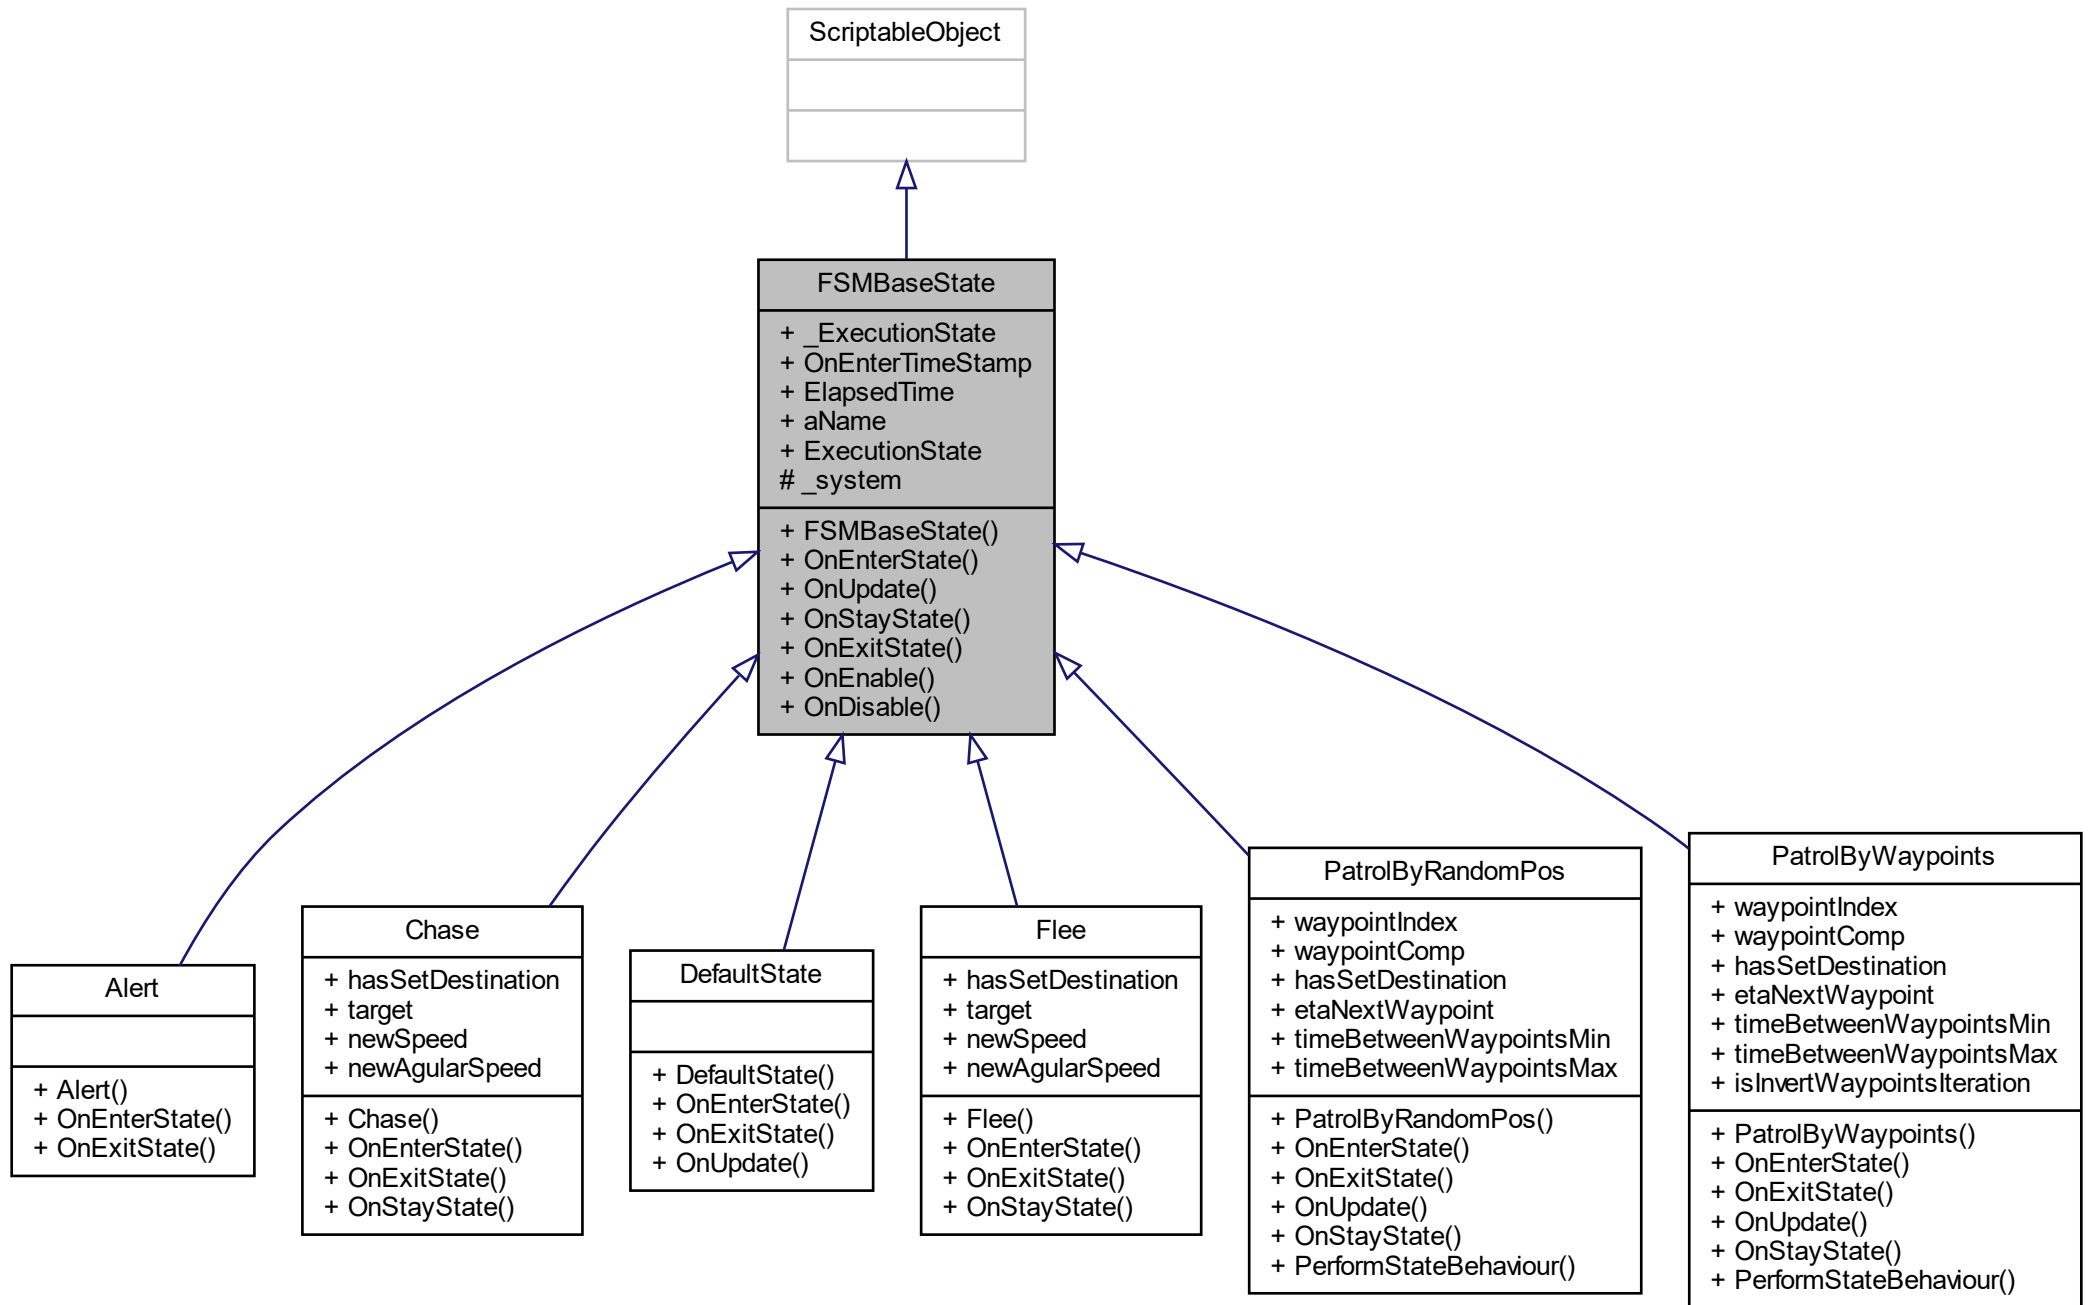 ScriptableObject
FSMBaseState
+ _ExecutionState
+ OnEnterTimeStamp
+ ElapsedTime
+ aName
+ ExecutionState
# _system
+ FSMBaseState()
+ OnEnterState()
+ OnUpdate()
+ OnStayState()
+ OnExitState()
+ OnEnable()
+ OnDisable()
Alert
+ Alert()
+ OnEnterState()
+ OnExitState()
Chase
+ hasSetDestination
+ target
+ newSpeed
+ newAgularSpeed
+ Chase()
+ OnEnterState()
+ OnExitState()
+ OnStayState()
DefaultState
+ DefaultState()
+ OnEnterState()
+ OnExitState()
+ OnUpdate()
Flee
+ hasSetDestination
+ target
+ newSpeed
+ newAgularSpeed
+ Flee()
+ OnEnterState()
+ OnExitState()
+ OnStayState()
PatrolByRandomPos
+ waypointIndex
+ waypointComp
+ hasSetDestination
+ etaNextWaypoint
+ timeBetweenWaypointsMin
+ timeBetweenWaypointsMax
+ PatrolByRandomPos()
+ OnEnterState()
+ OnExitState()
+ OnUpdate()
+ OnStayState()
+ PerformStateBehaviour()
PatrolByWaypoints
+ waypointIndex
+ waypointComp
+ hasSetDestination
+ etaNextWaypoint
+ timeBetweenWaypointsMin
+ timeBetweenWaypointsMax
+ isInvertWaypointsIteration
+ PatrolByWaypoints()
+ OnEnterState()
+ OnExitState()
+ OnUpdate()
+ OnStayState()
+ PerformStateBehaviour()